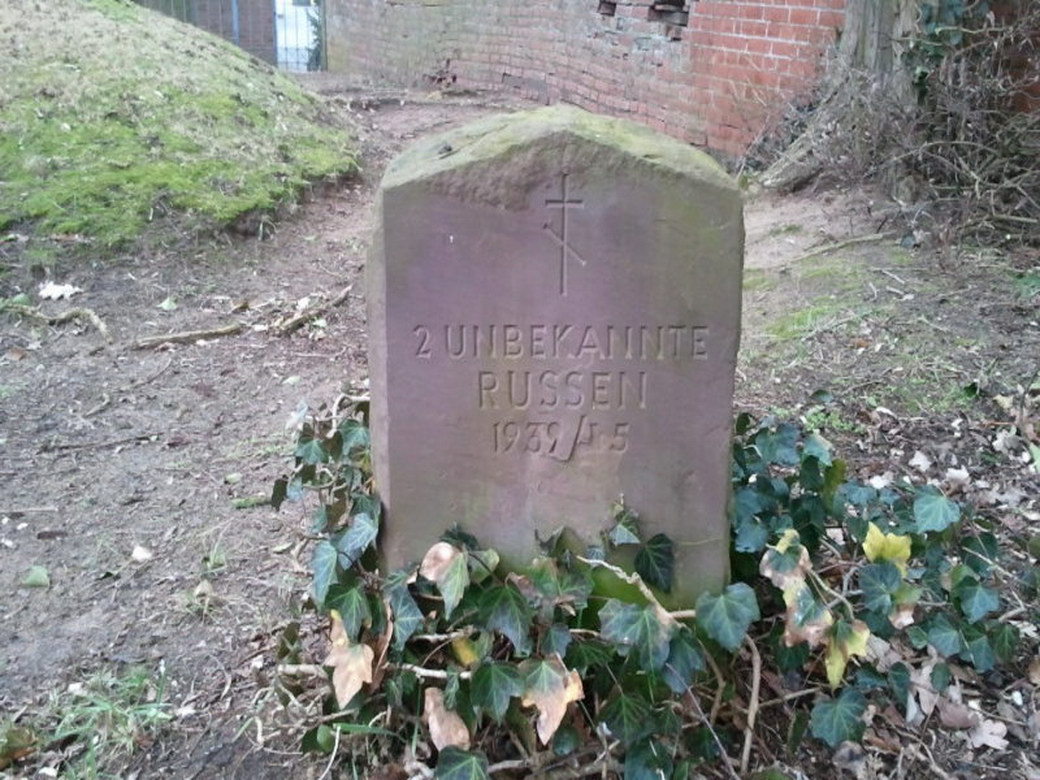 2 UNBEKANNTE
RUSSEN
1939/45